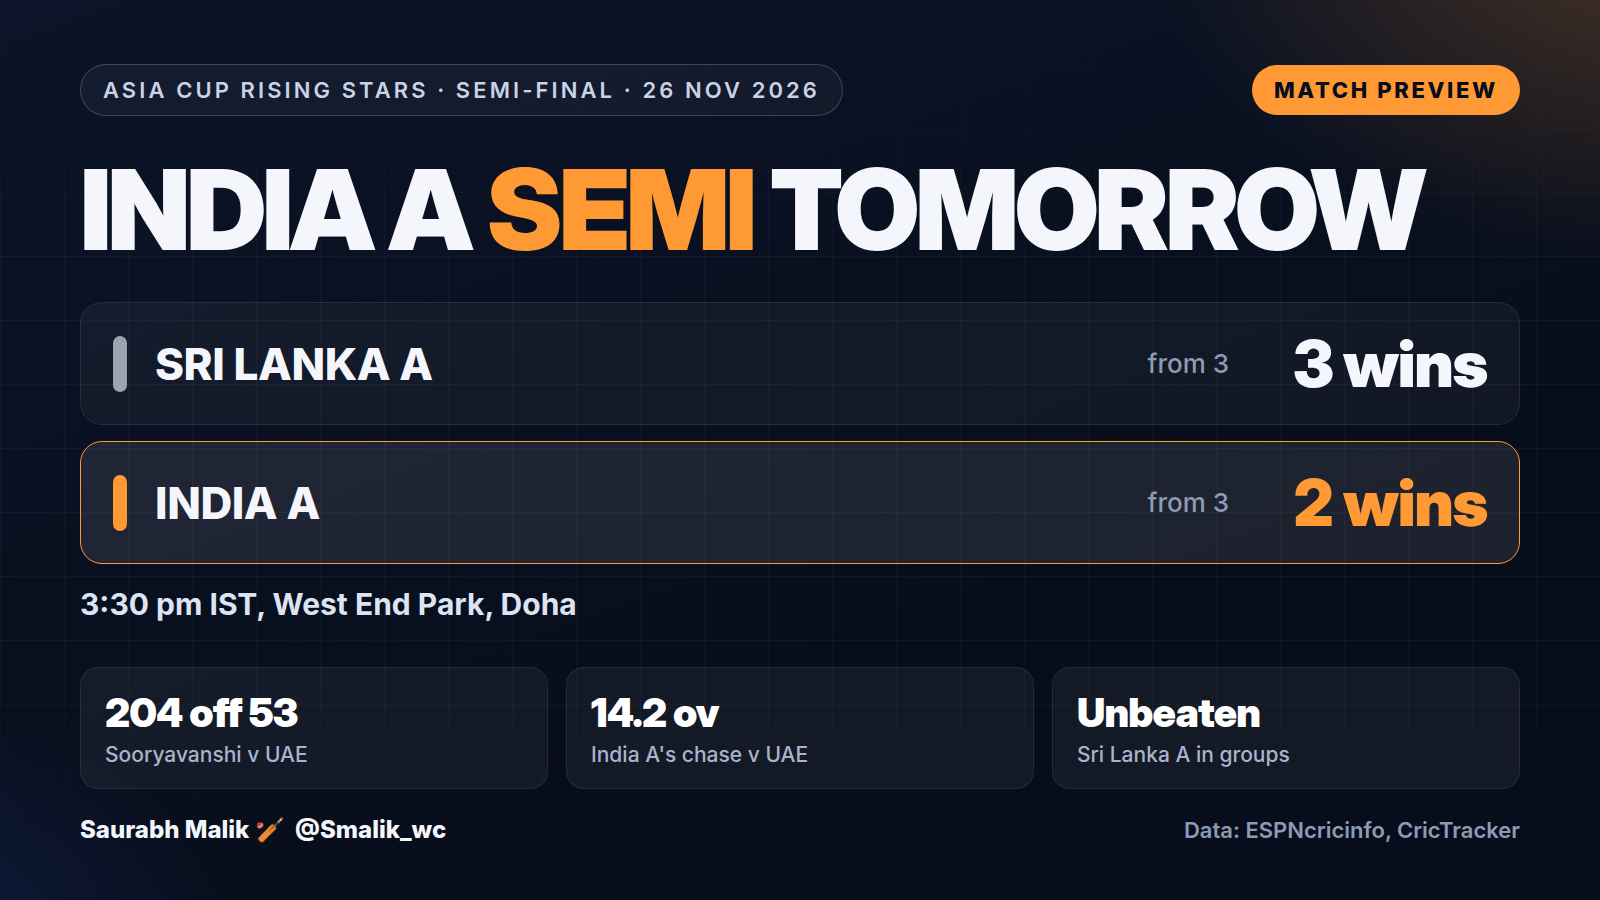 ASIA CUP RISING STARS · SEMI-FINAL · 26 NOV 2026
MATCH PREVIEW
INDIA A A SEMI TOMORROW
SRI LANKA A from 3 3 wins
INDIA A from 3 2 wins
3:30 pm IST, West End Park, Doha
204 off 53
Sooryavanshi v UAE
14.2 ov
India A's chase v UAE
Unbeaten
Sri Lanka A in groups
Saurabh Malik 🏏 @Smalik_wc
Data: ESPNcricinfo, CricTracker